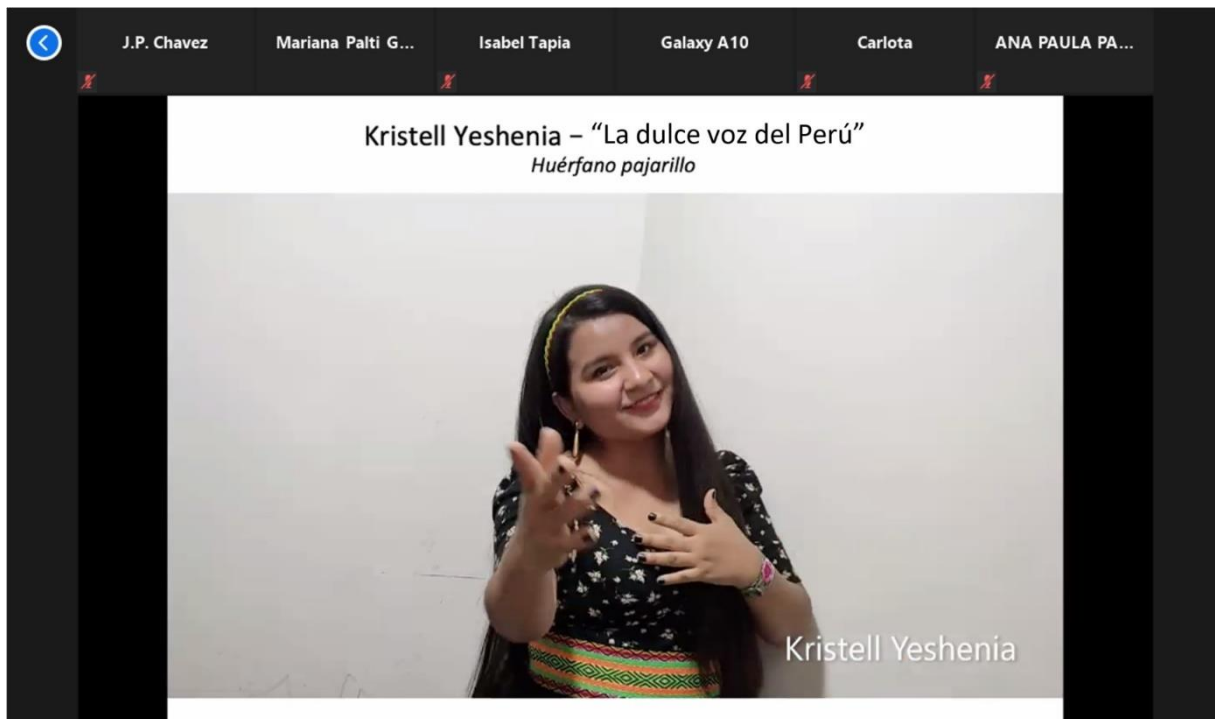 J.P. Chavez
Mariana Palti G...
Isabel Tapia
Galaxy A10
Carlota
ANA PAULA PA...
Kristell Yeshenia – “La dulce voz del Perú”
Huérfano pajarillo
Kristell Yeshenia